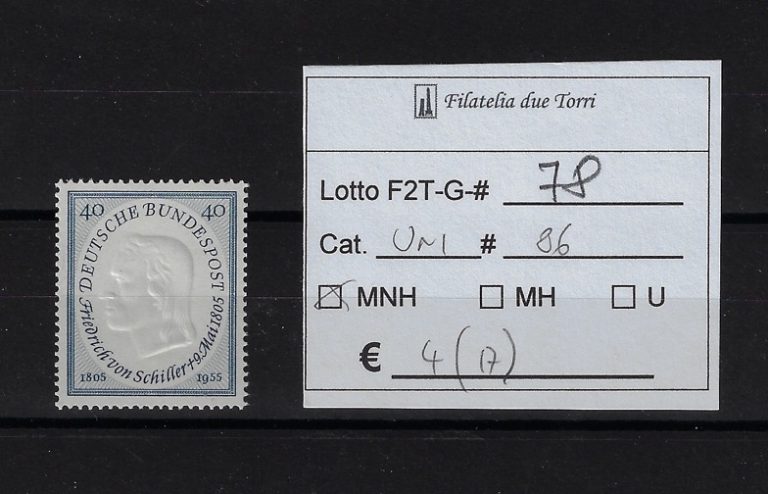 40 40
DEUTSCHE BUNDESPOST
Friedrich von Schiller † 9. Mai 1805
1805 1955
Filatelia due Torri
Lotto F2T-G-# 78
Cat. UNI # 86
MNH MH U
€ 4 (17)